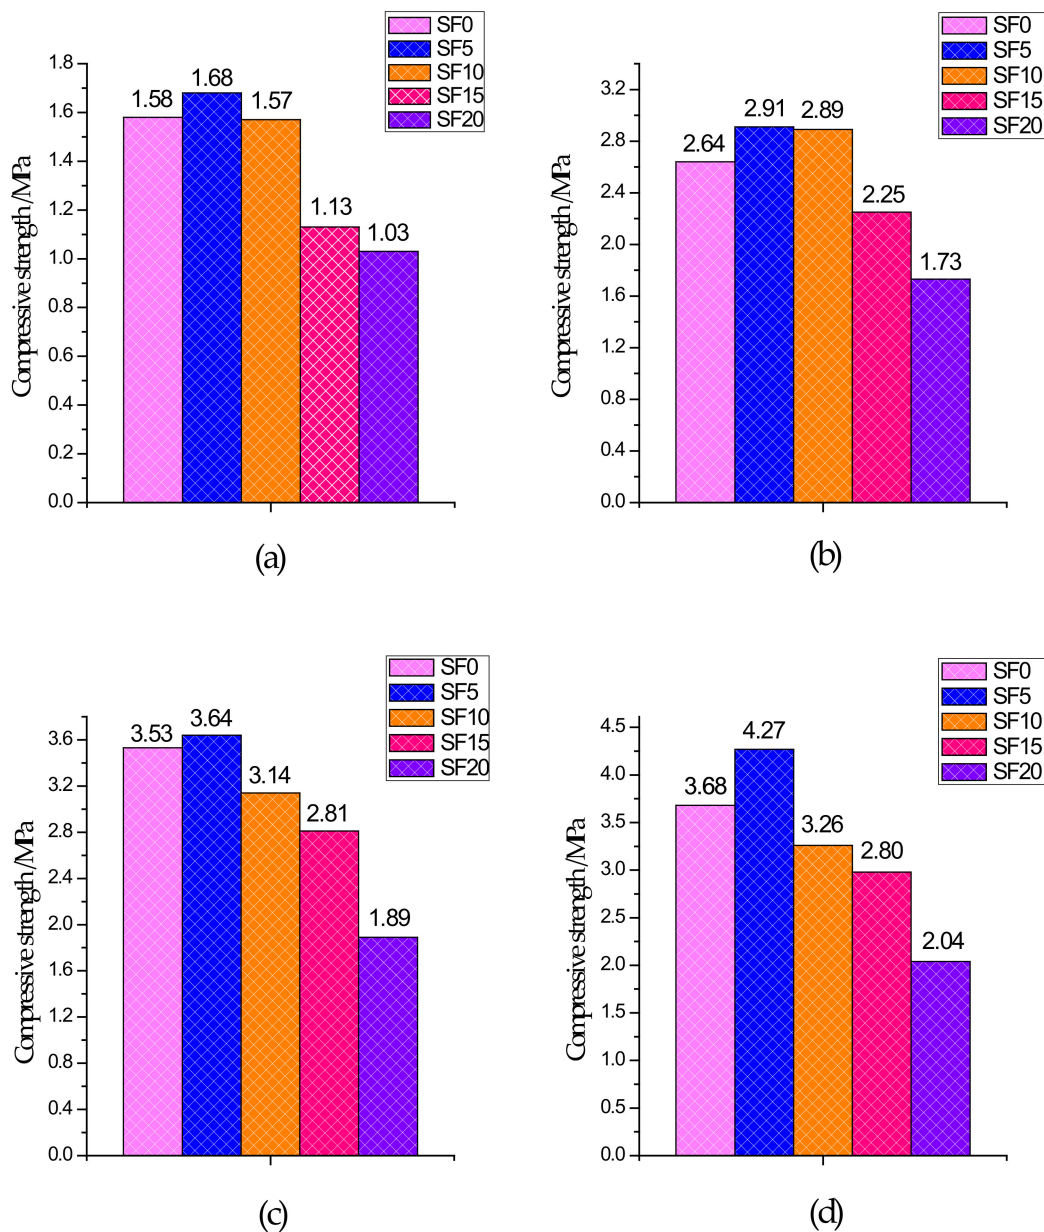 SF0
SF5
SF10
SF15
SF20
1.8
1.6
1.4
1.2
1.0
0.8
0.6
0.4
0.2
0.0
Compressive strength /MPa
1.58
1.68
1.57
1.13
1.03
(a)
SF0
SF5
SF10
SF15
SF20
3.2
2.8
2.4
2.0
1.6
1.2
0.8
0.4
0.0
Compressive strength /MPa
2.64
2.91
2.89
2.25
1.73
(b)
SF0
SF5
SF10
SF15
SF20
3.6
3.2
2.8
2.4
2.0
1.6
1.2
0.8
0.4
0.0
Compressive strength /MPa
3.53
3.64
3.14
2.81
1.89
(c)
SF0
SF5
SF10
SF15
SF20
4.5
4.0
3.5
3.0
2.5
2.0
1.5
1.0
0.5
0.0
Compressive strength /MPa
3.68
4.27
3.26
2.80
2.04
(d)